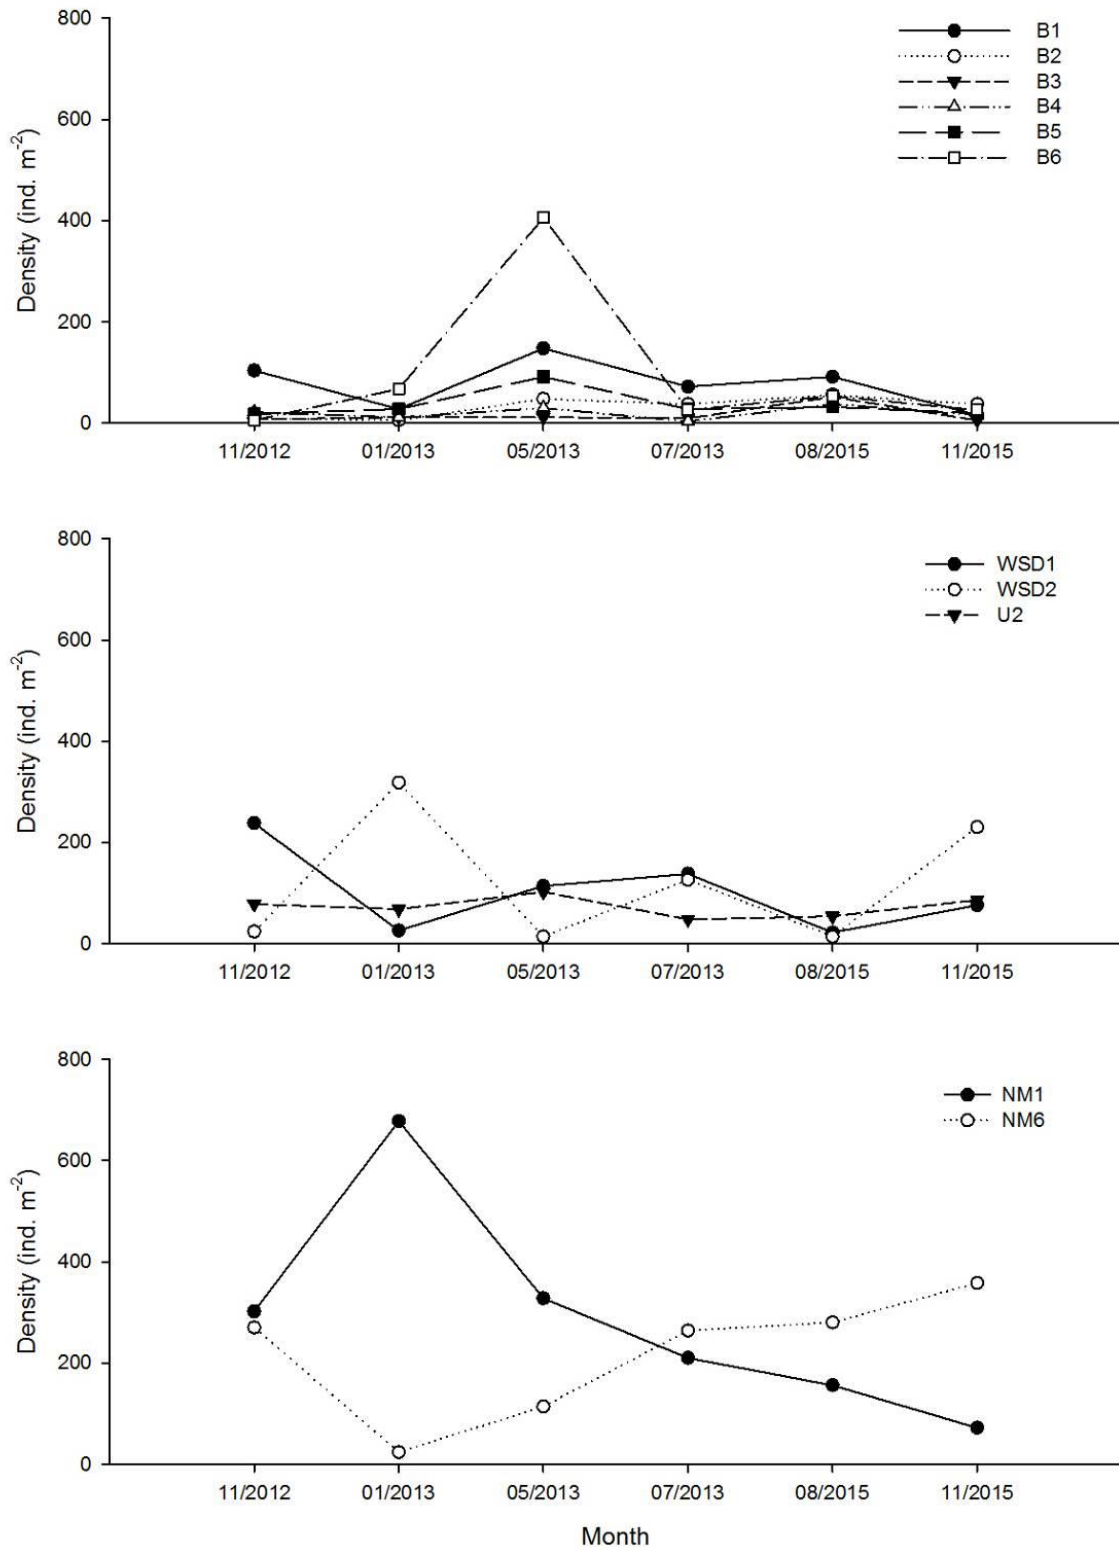 800
600
400
200
0
Density (ind. m-2)
B1
B2
B3
B4
B5
B6
11/2012 01/2013 05/2013 07/2013 08/2015 11/2015
800
600
400
200
0
Density (ind. m-2)
WSD1
WSD2
U2
11/2012 01/2013 05/2013 07/2013 08/2015 11/2015
800
600
400
200
0
Density (ind. m-2)
NM1
NM6
11/2012 01/2013 05/2013 07/2013 08/2015 11/2015
Month